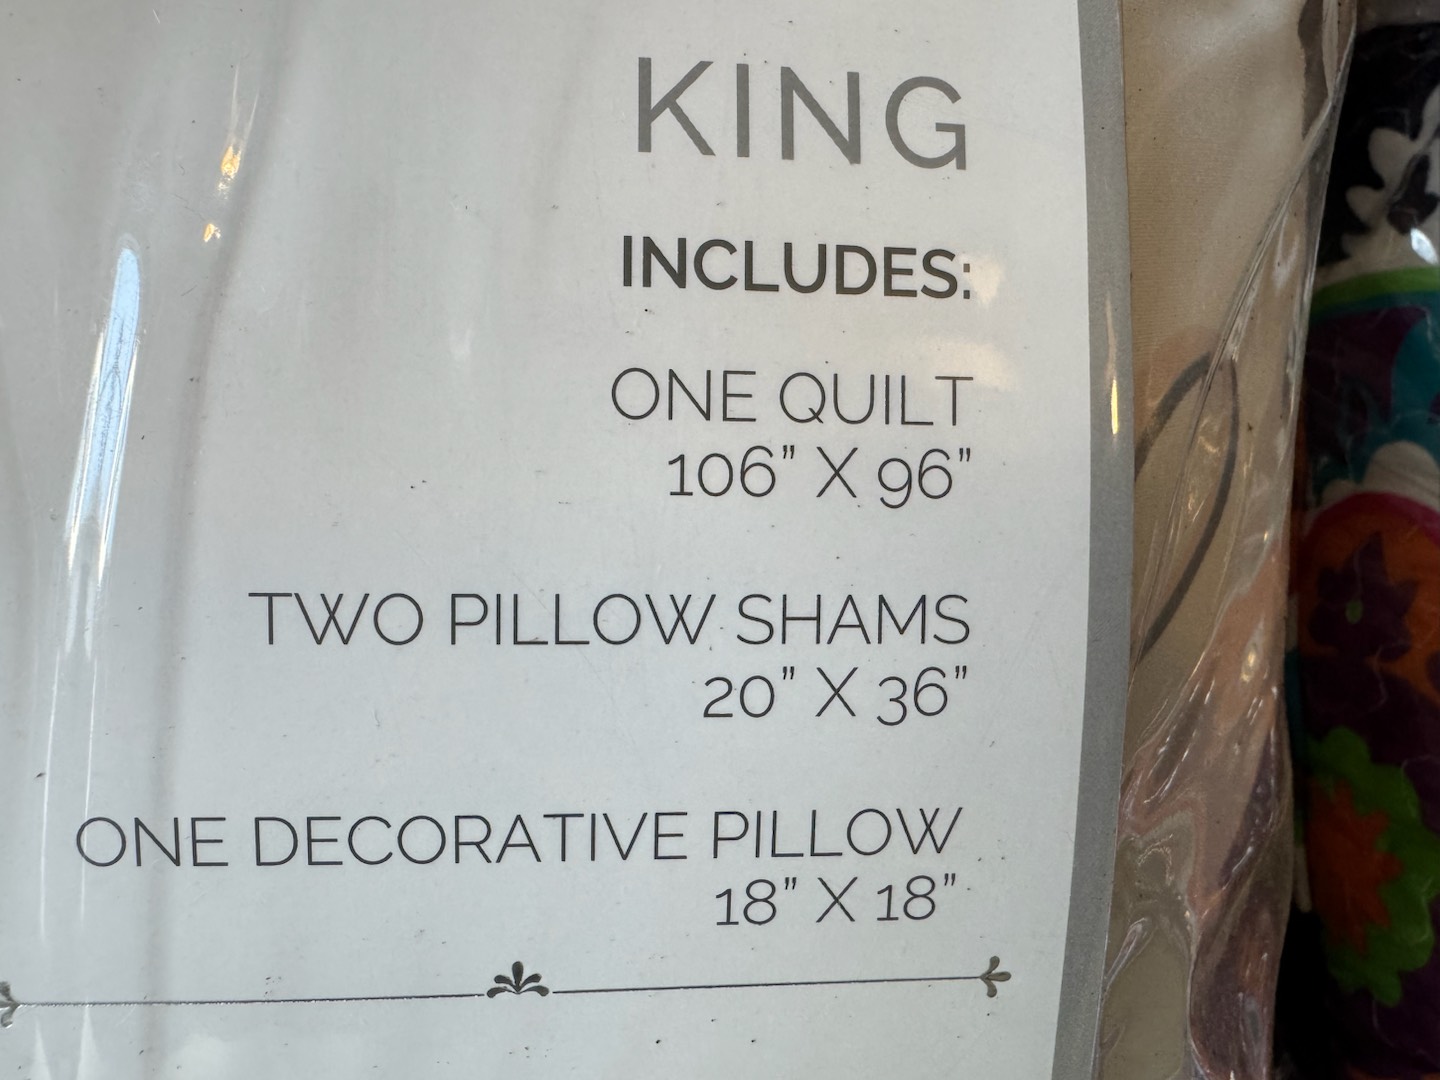 KING
INCLUDES:
ONE QUILT
106” X 96”
TWO PILLOW SHAMS
20” X 36”
ONE DECORATIVE PILLOW
18” X 18”